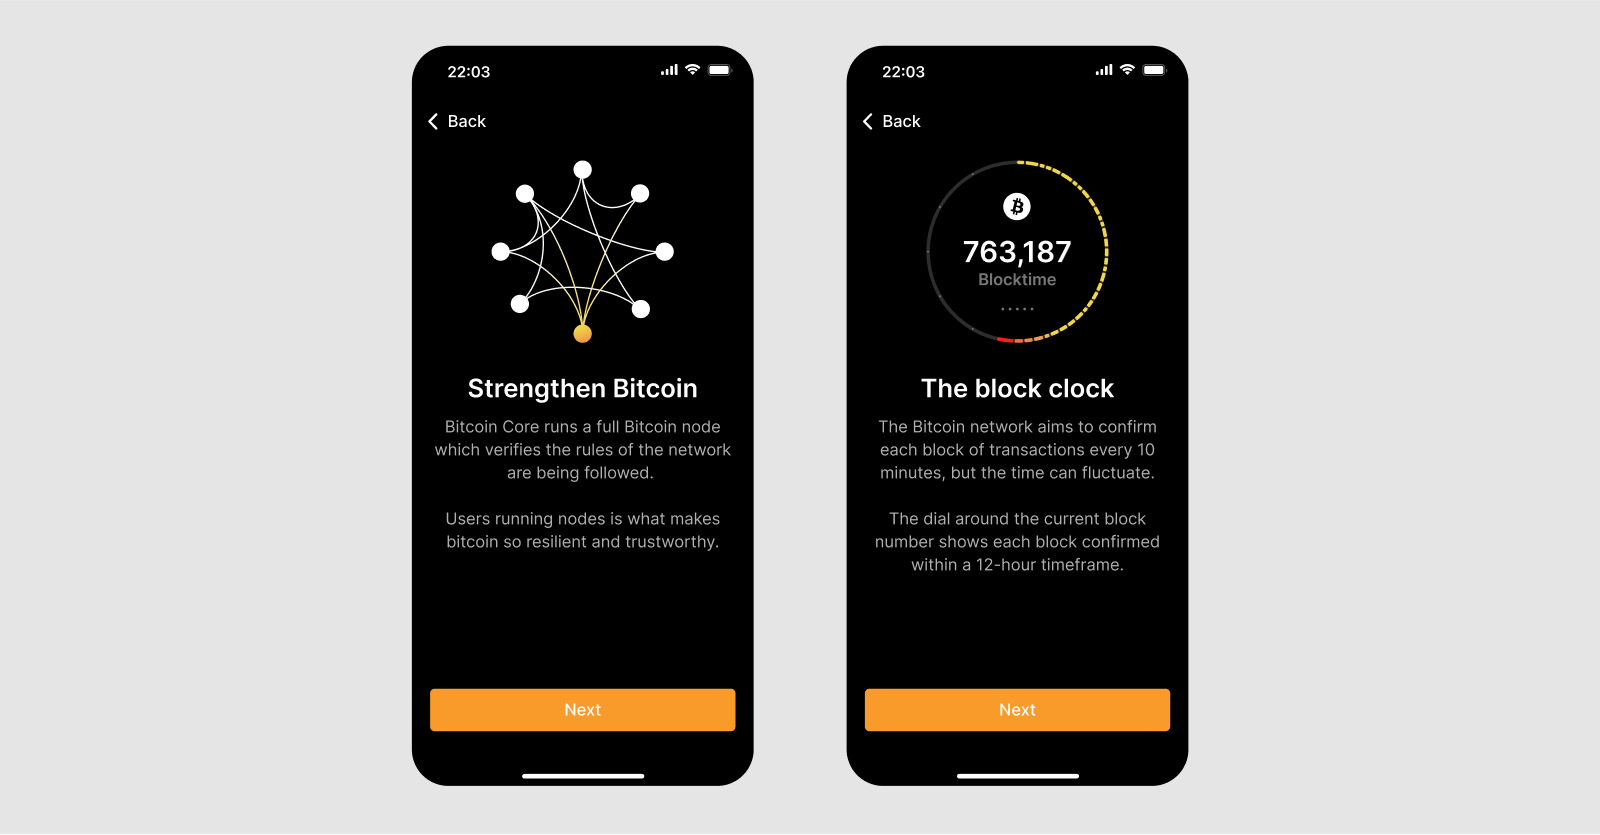 22:03
Back
Strengthen Bitcoin
Bitcoin Core runs a full Bitcoin node
which verifies the rules of the network
are being followed.
Users running nodes is what makes
bitcoin so resilient and trustworthy.
Next
22:03
Back
763,187
Blocktime
The block clock
The Bitcoin network aims to confirm
each block of transactions every 10
minutes, but the time can fluctuate.
The dial around the current block
number shows each block confirmed
within a 12-hour timeframe.
Next